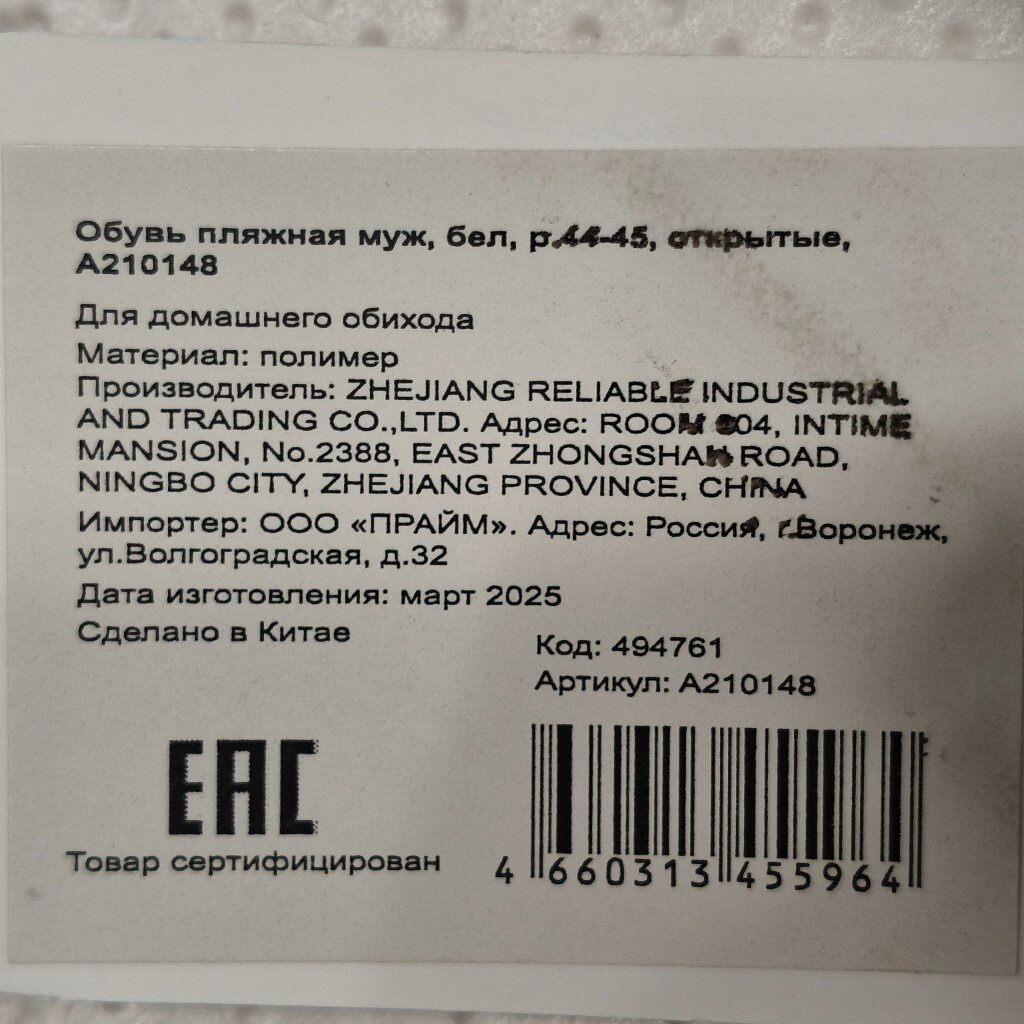 Обувь пляжная муж, бел, р.44-45, открытые,
А210148
Для домашнего обихода
Материал: полимер
Производитель: ZHEJIANG RELIABLE INDUSTRIAL
AND TRADING CO.,LTD. Адрес: ROOM 204, INTIME
MANSION, No.2388, EAST ZHONGSHAN ROAD,
NINGBO CITY, ZHEJIANG PROVINCE, CHINA
Импортер: ООО «ПРАЙМ». Адрес: Россия, г.Воронеж,
ул.Волгоградская, д.32
Дата изготовления: март 2025
Сделано в Китае
Код: 494761
Артикул: А210148
EAC
Товар сертифицирован
4 660313 455964